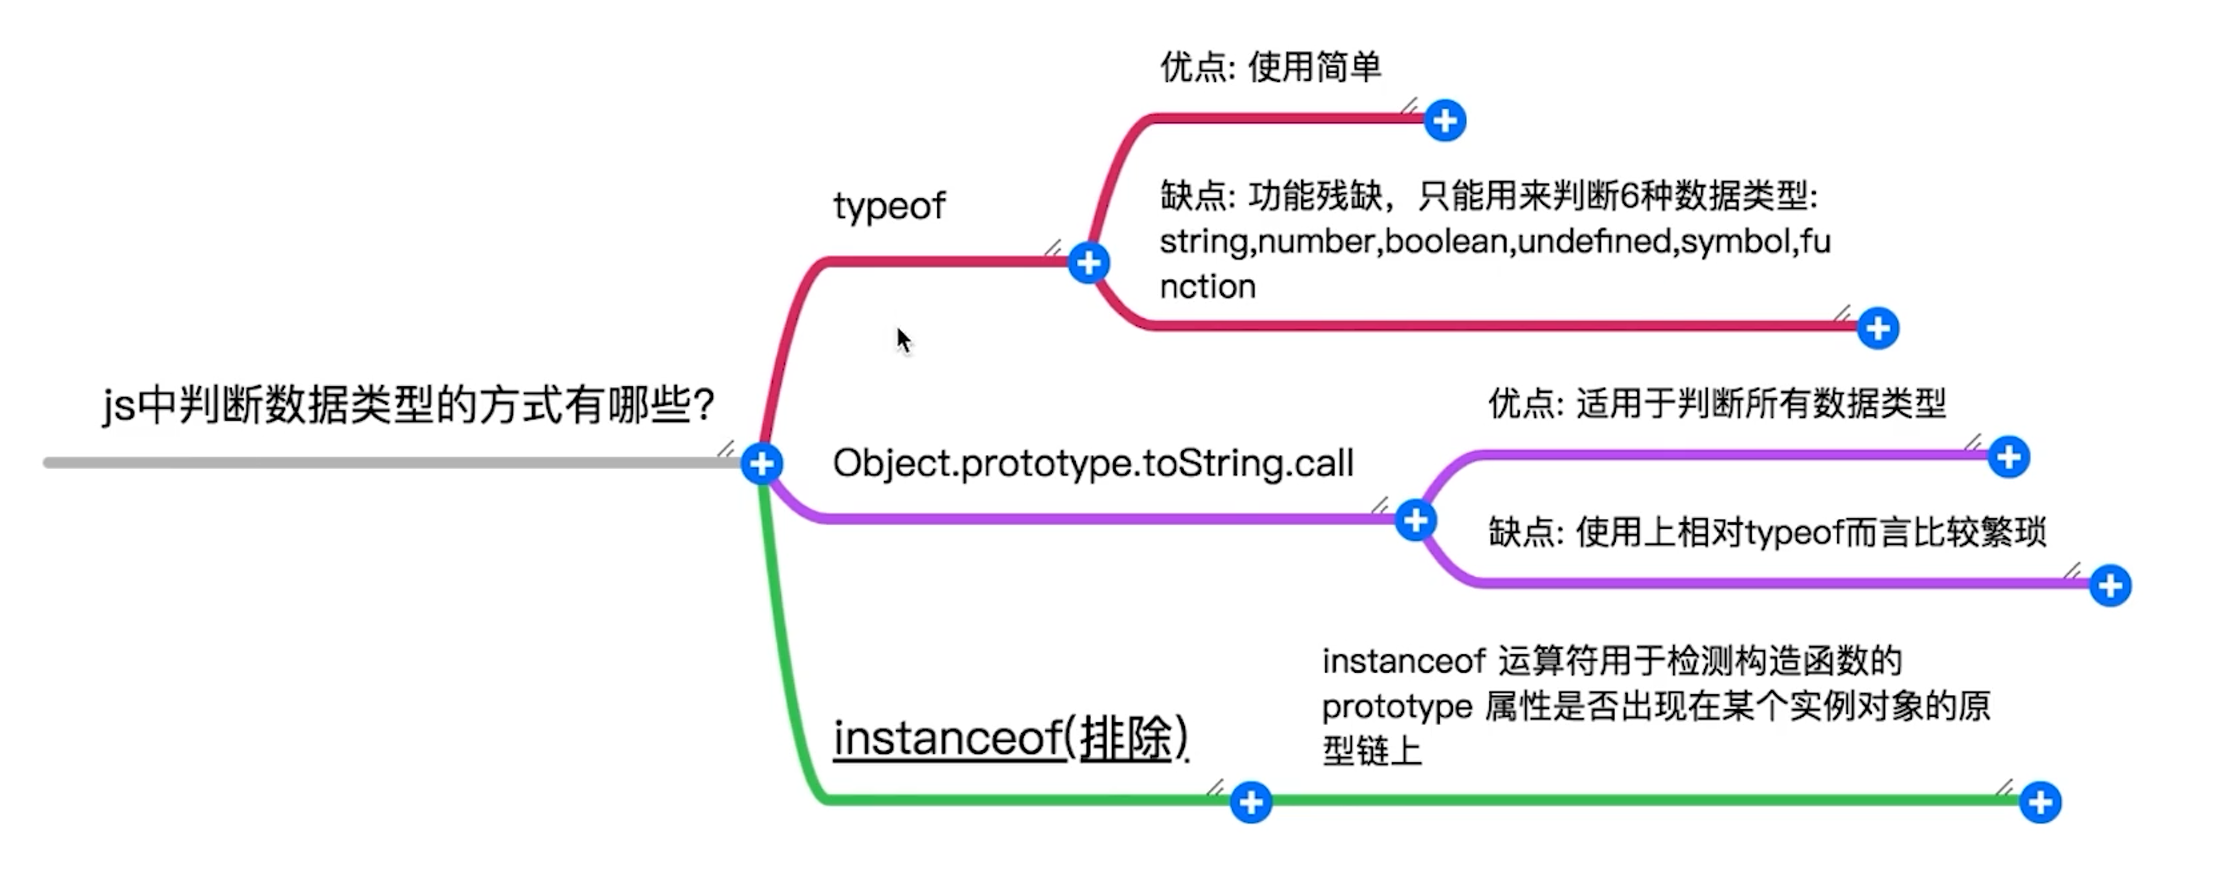 js中判断数据类型的方式有哪些?
typeof
优点: 使用简单
缺点: 功能残缺，只能用来判断6种数据类型:
string,number,boolean,undefined,symbol,fu
nction
Object.prototype.toString.call
优点: 适用于判断所有数据类型
缺点: 使用上相对typeof而言比较繁琐
instanceof(排除)
instanceof 运算符用于检测构造函数的
prototype 属性是否出现在某个实例对象的原
型链上